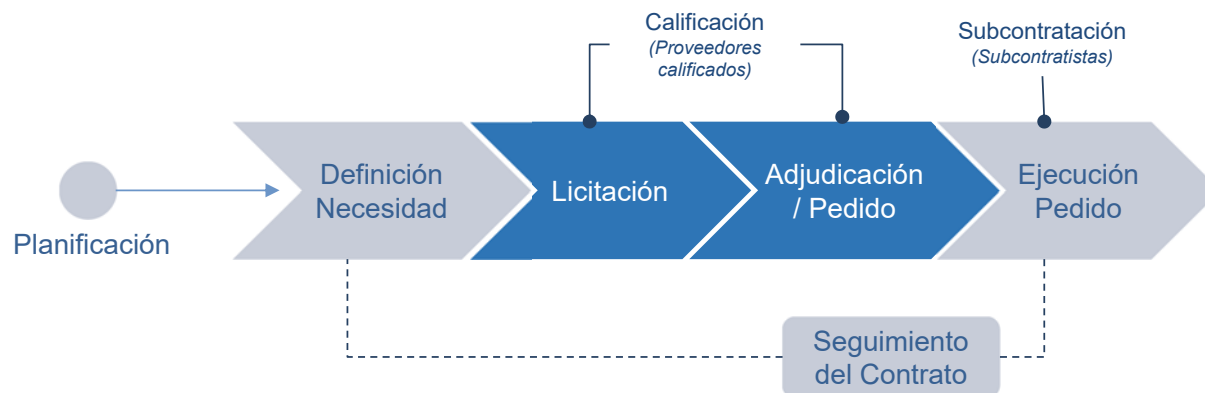 Calificación
(Proveedores
calificados)
Subcontratación
(Subcontratistas)
Planificación
Definición
Necesidad
Licitación
Adjudicación
/ Pedido
Ejecución
Pedido
Seguimiento
del Contrato